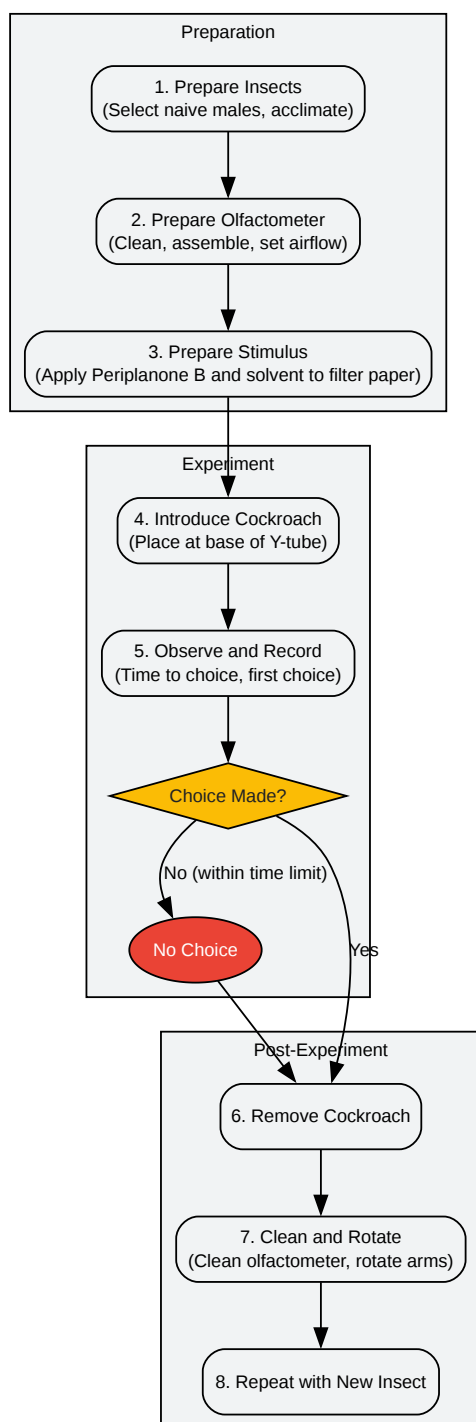 Preparation
1. Prepare Insects
(Select naive males, acclimate)
2. Prepare Olfactometer
(Clean, assemble, set airflow)
3. Prepare Stimulus
(Apply Periplanone B and solvent to filter paper)
Experiment
4. Introduce Cockroach
(Place at base of Y-tube)
5. Observe and Record
(Time to choice, first choice)
Choice Made?
No (within time limit)
No Choice
Yes
Post-Experiment
6. Remove Cockroach
7. Clean and Rotate
(Clean olfactometer, rotate arms)
8. Repeat with New Insect